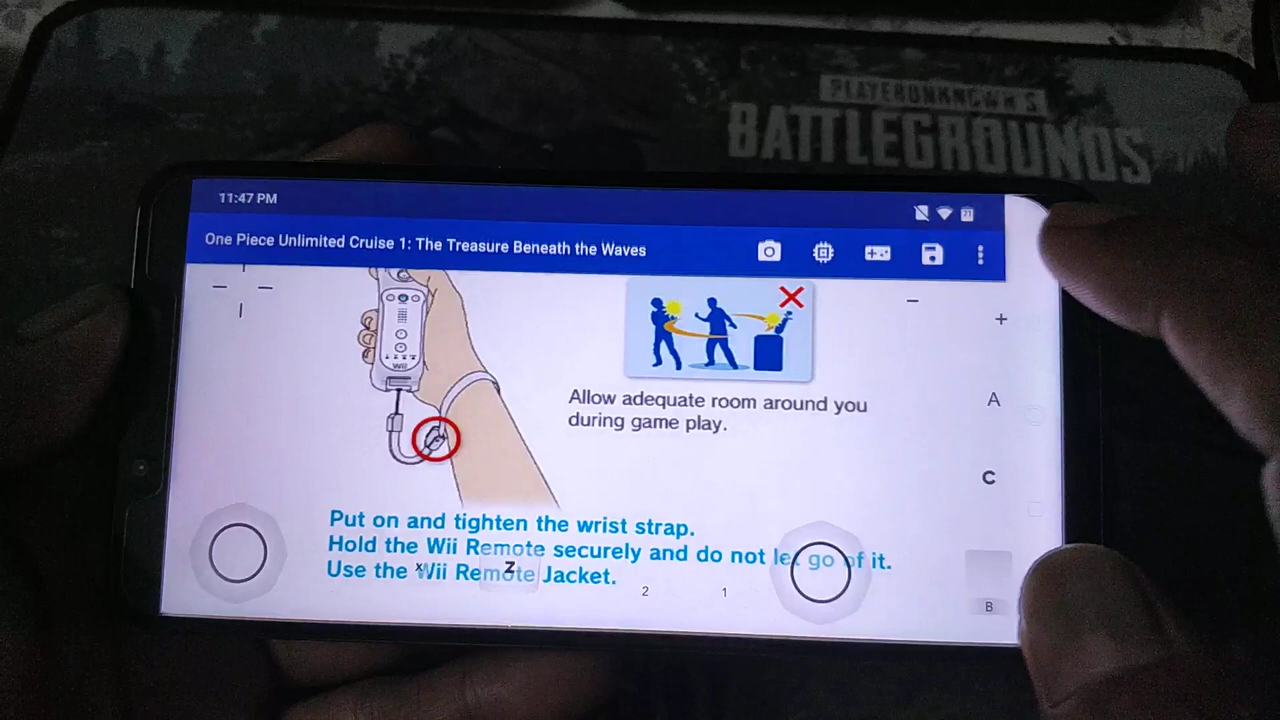 PLAYERUNKNOWN'S
BATTLEGROUNDS
11:47 PM
71
One Piece Unlimited Cruise 1: The Treasure Beneath the Waves
Wii
Allow adequate room around you
during game play.
Put on and tighten the wrist strap.
Hold the Wii Remote securely and do not let go of it.
Use the Wii Remote Jacket.
−
+
A
C
B
X
Z
2
1